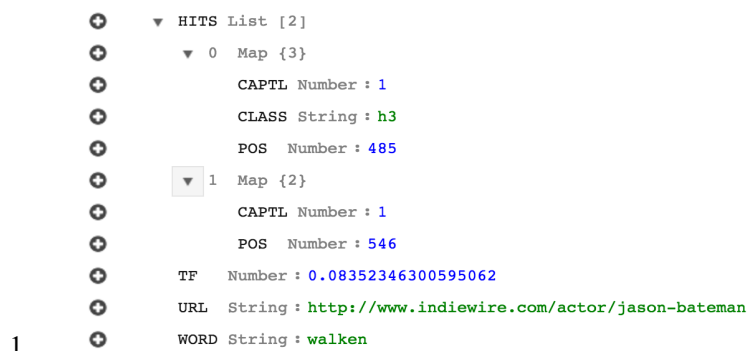 HITS List [2]
0 Map {3}
CAPTL Number : 1
CLASS String : h3
POS Number : 485
1 Map {2}
CAPTL Number : 1
POS Number : 546
TF Number : 0.08352346300595062
URL String : http://www.indiewire.com/actor/jason-bateman
1 WORD String : walken